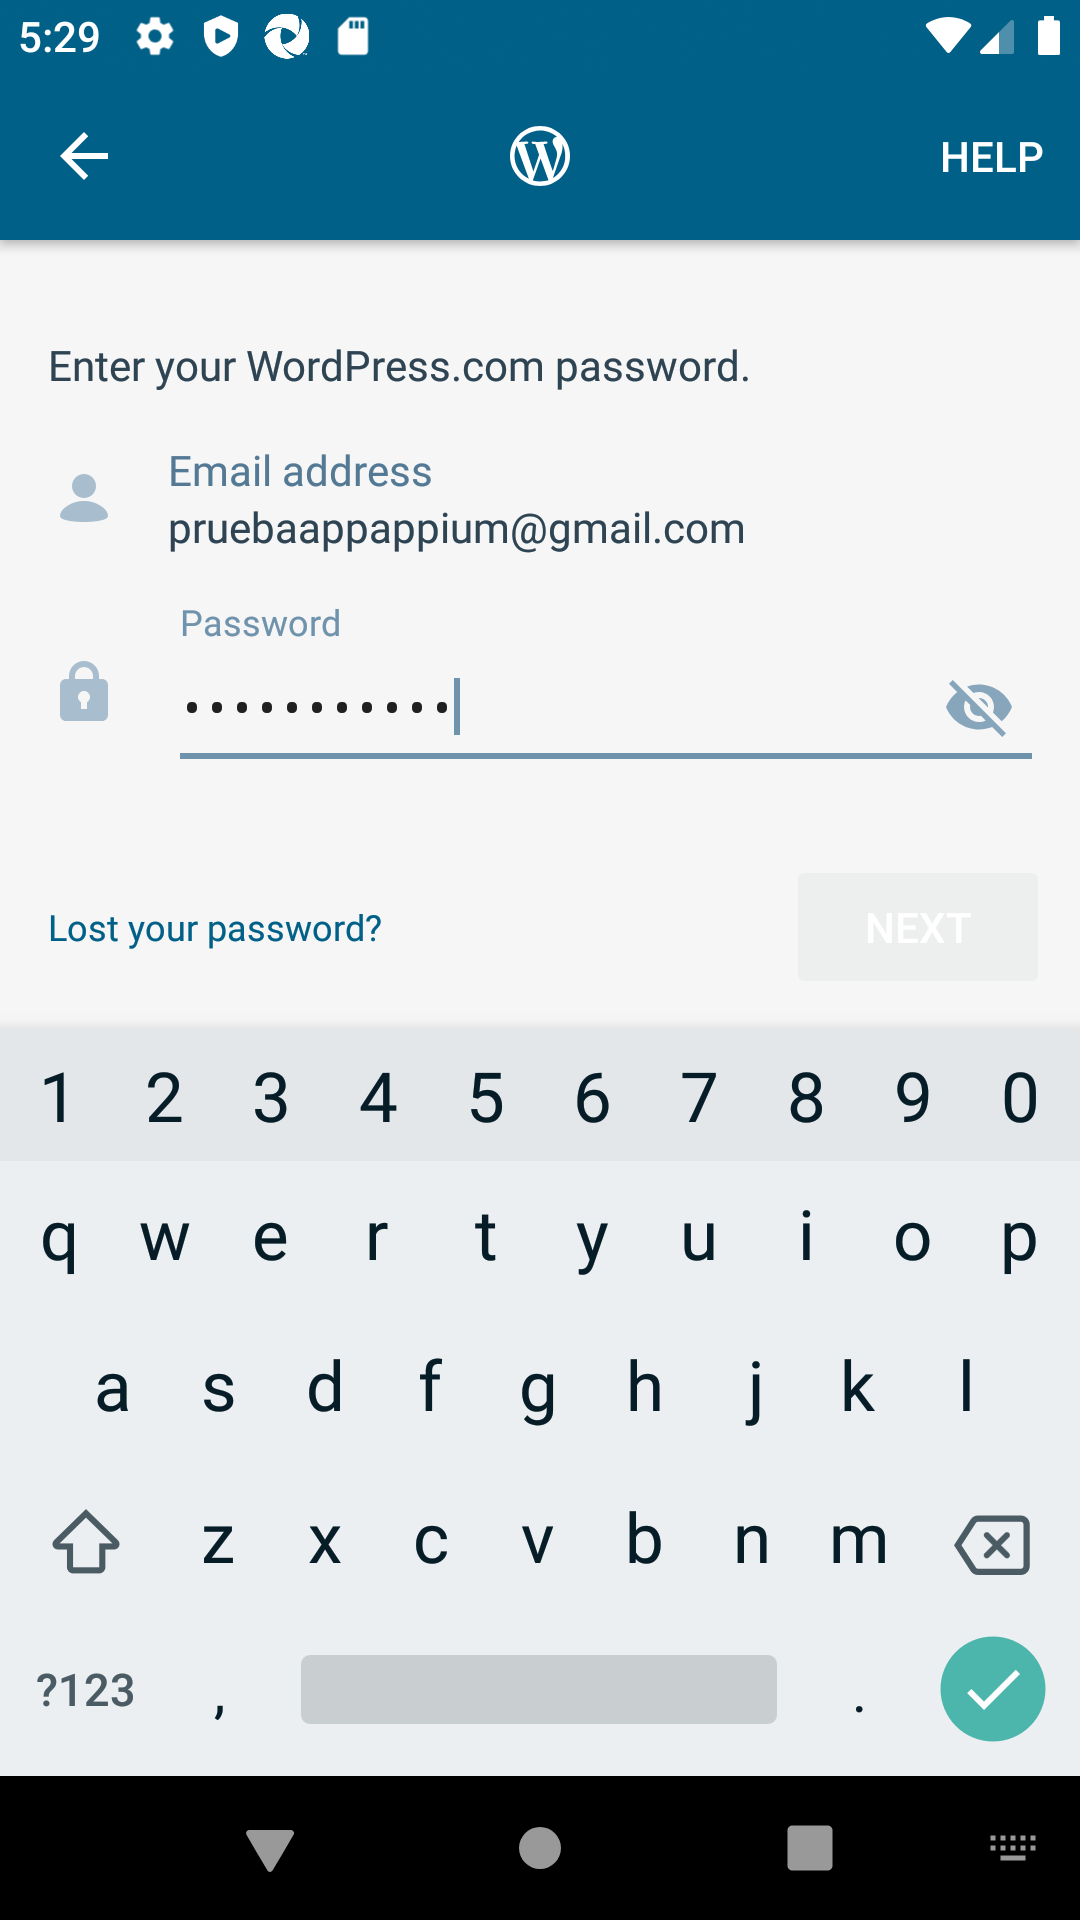 5:29
HELP
Enter your WordPress.com password.
Email address
pruebaappappium@gmail.com
Password
•••••••••••
Lost your password?
NEXT
1 2 3 4 5 6 7 8 9 0
q w e r t y u i o p
a s d f g h j k l
z x c v b n m
?123 , .